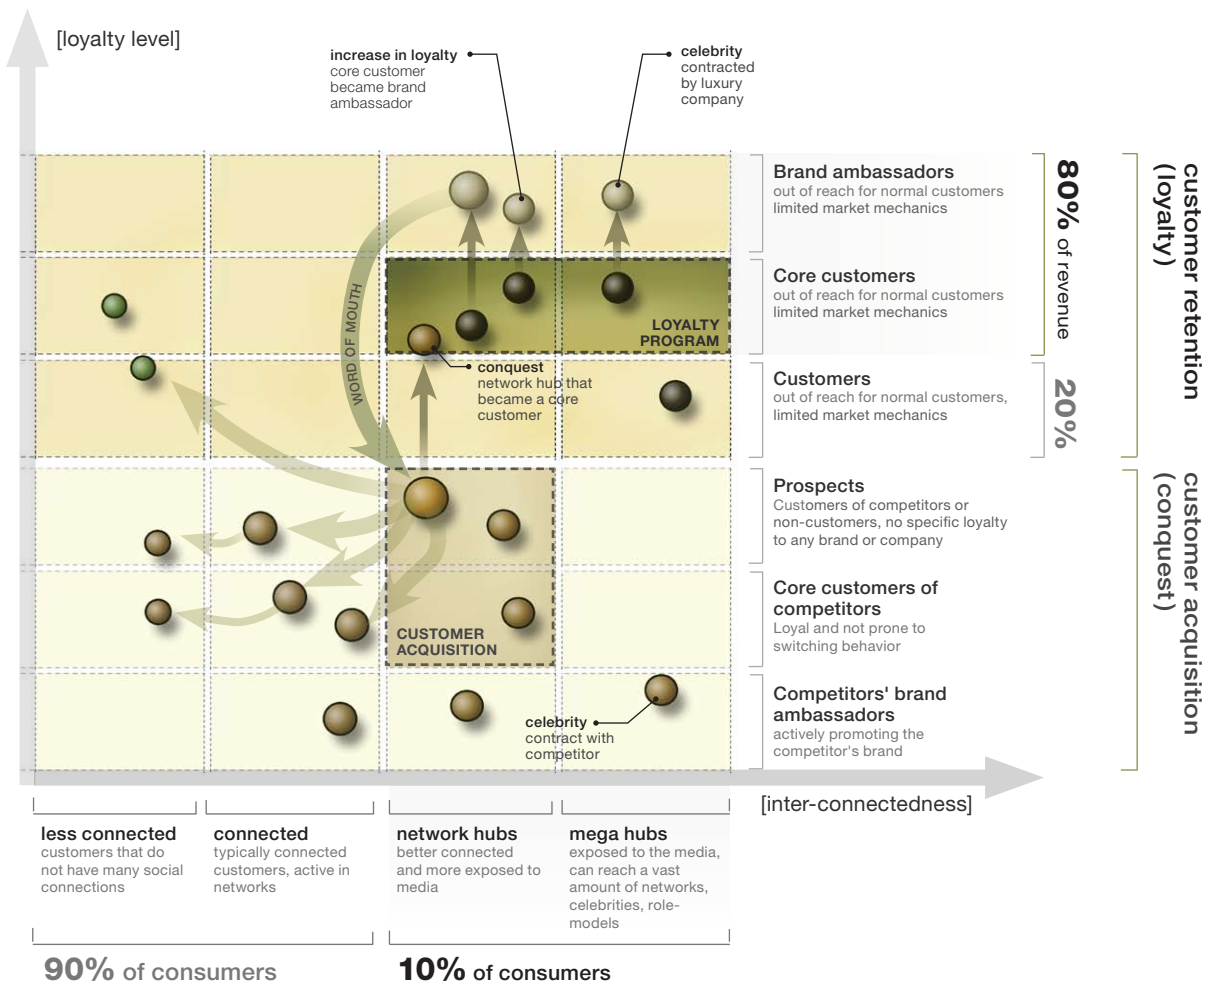 [loyalty level]
increase in loyalty
core customer
became brand
ambassador
celebrity
contracted
by luxury
company
Brand ambassadors
out of reach for normal customers
limited market mechanics
Core customers
out of reach for normal customers
limited market mechanics
LOYALTY
PROGRAM
WORD OF MOUTH
conquest
network hub that
became a core
customer
Customers
out of reach for normal customers,
limited market mechanics
80% of revenue
20%
customer retention
(loyalty)
Prospects
Customers of competitors or
non-customers, no specific loyalty
to any brand or company
Core customers of
competitors
Loyal and not prone to
switching behavior
CUSTOMER
ACQUISITION
Competitors' brand
ambassadors
actively promoting the
competitor's brand
celebrity
contract with
competitor
customer acquisition
(conquest)
[inter-connectedness]
less connected
customers that do
not have many social
connections
connected
typically connected
customers, active in
networks
network hubs
better connected
and more exposed to
media
mega hubs
exposed to the media,
can reach a vast
amount of networks,
celebrities, role-
models
90% of consumers
10% of consumers